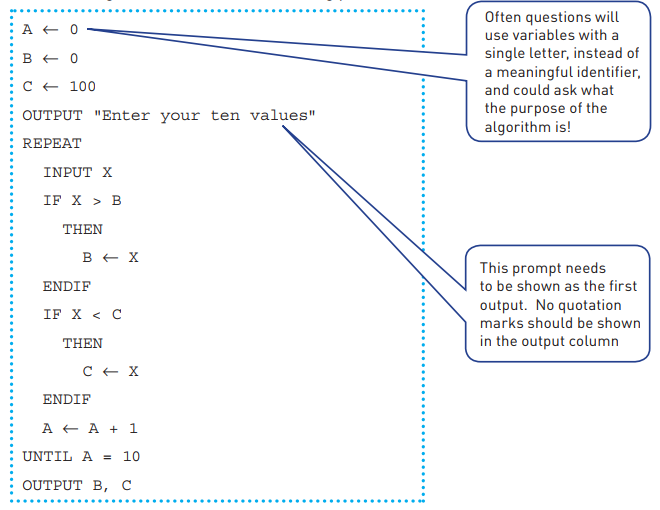 A ← 0
B ← 0
C ← 100
OUTPUT "Enter your ten values"
REPEAT
INPUT X
IF X > B
THEN
B ← X
ENDIF
IF X < C
THEN
C ← X
ENDIF
A ← A + 1
UNTIL A = 10
OUTPUT B, C
Often questions will
use variables with a
single letter, instead of
a meaningful identifier,
and could ask what
the purpose of the
algorithm is!
This prompt needs
to be shown as the first
output. No quotation
marks should be shown
in the output column